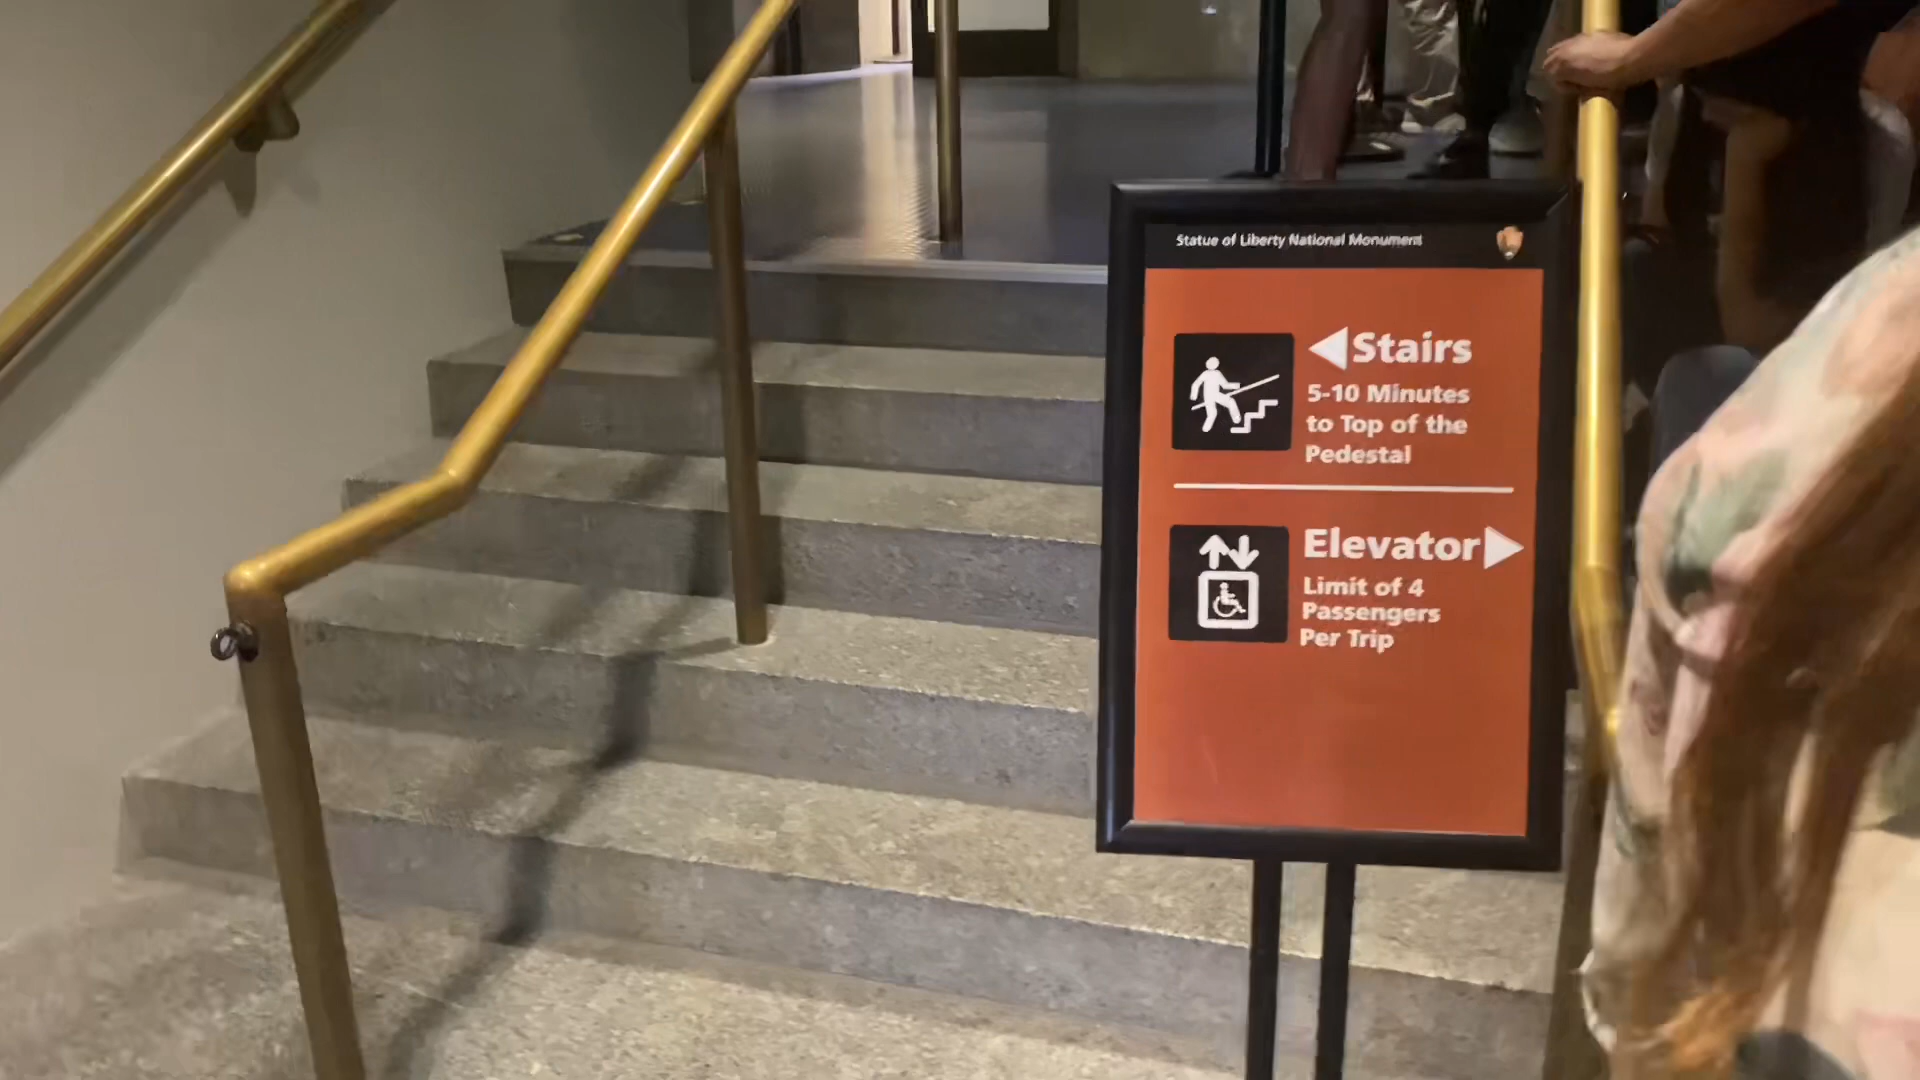 Statue of Liberty National Monument
Stairs
5-10 Minutes
to Top of the
Pedestal
Elevator
Limit of 4
Passengers
Per Trip